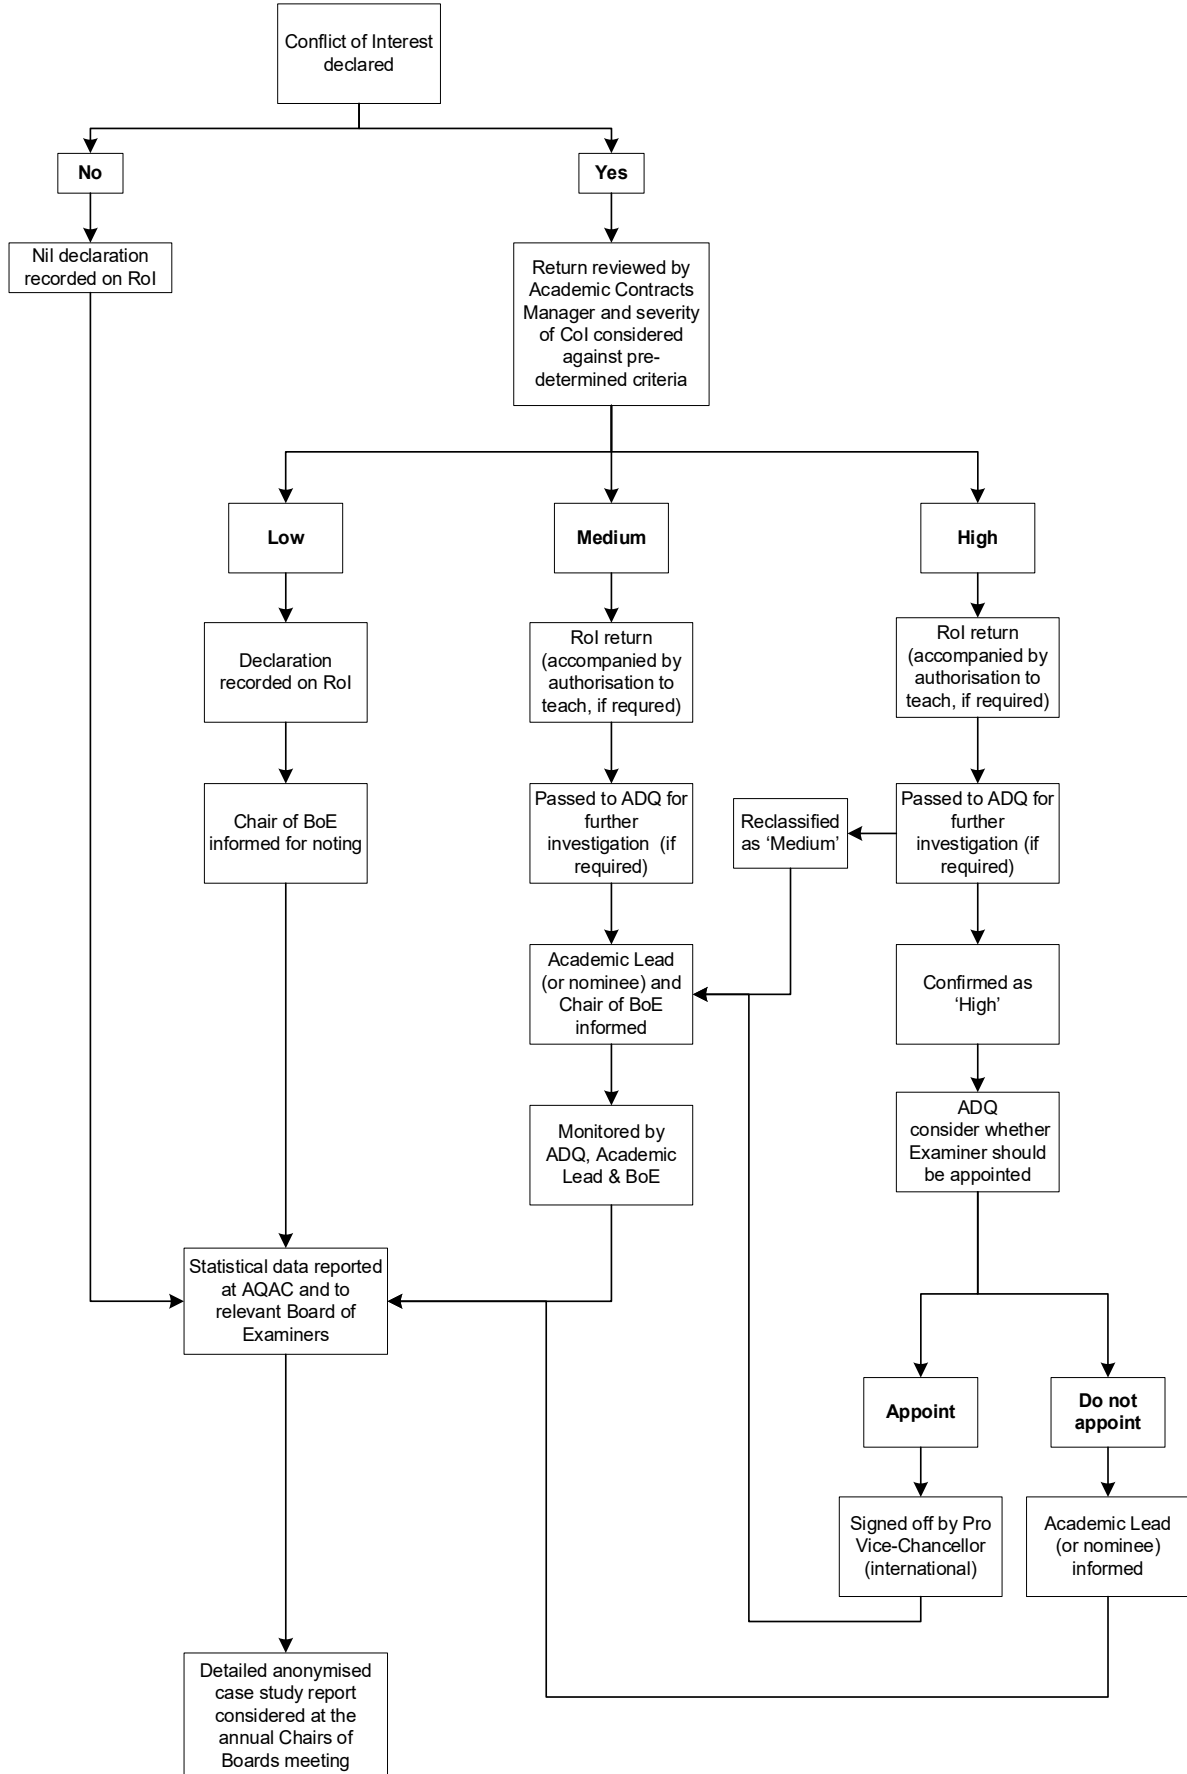 Conflict of Interest
declared
No
Yes
Nil declaration
recorded on RoI
Return reviewed by
Academic Contracts
Manager and severity
of CoI considered
against pre-
determined criteria
Low
Medium
High
Declaration
recorded on RoI
RoI return
(accompanied by
authorisation to
teach, if requred)
RoI return
(accompanied by
authorisation to
teach, if required)
Chair of BoE
informed for noting
Passed to ADQ for
further
investigation (if
required)
Reclassified
as ‘Medium’
Passed to ADQ for
further
investigation (if
required)
Academic Lead
(or nominee) and
Chair of BoE
informed
Confirmed as
‘High’
Monitored by
ADQ, Academic
Lead & BoE
ADQ
consider whether
Examiner should
be appointed
Statistical data reported
at AQAC and to
relevant Board of
Examiners
Appoint
Do not
appoint
Signed off by Pro
Vice-Chancellor
(international)
Academic Lead
(or nominee)
informed
Detailed anonymised
case study report
considered at the
annual Chairs of
Boards meeting